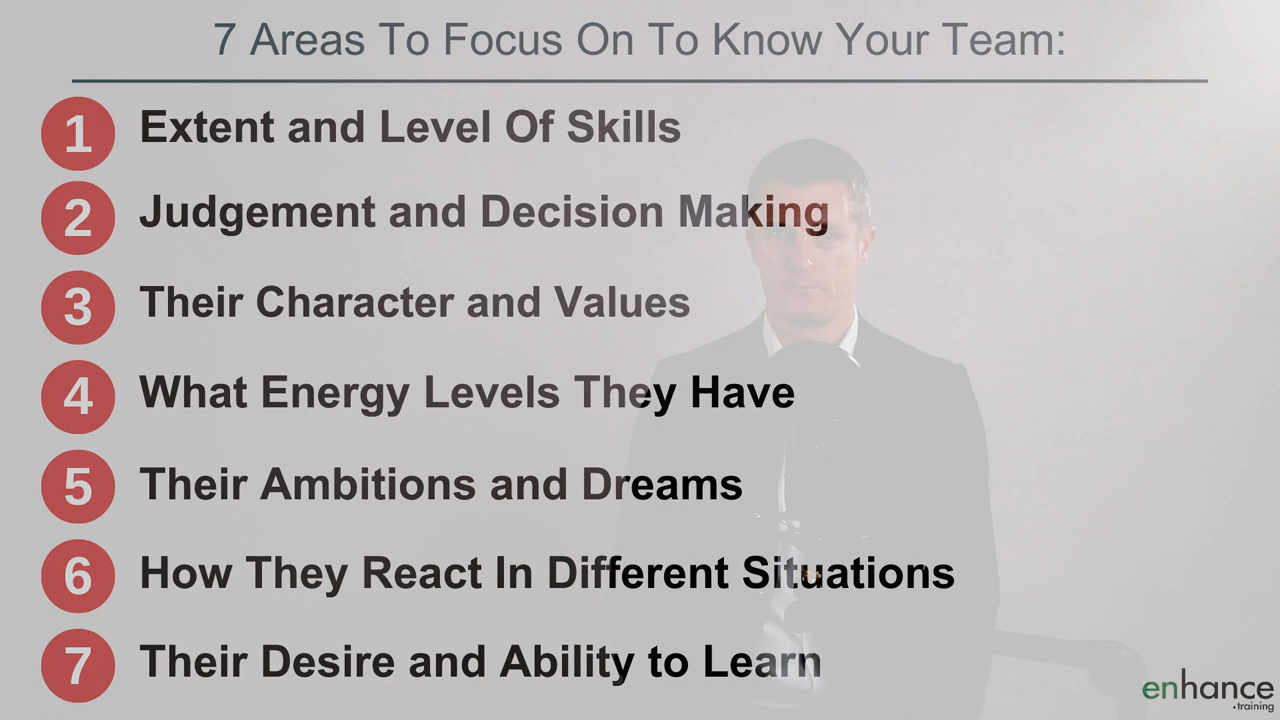 7 Areas To Focus On To Know Your Team:
1 Extent and Level Of Skills
2 Judgement and Decision Making
3 Their Character and Values
4 What Energy Levels They Have
5 Their Ambitions and Dreams
6 How They React In Different Situations
7 Their Desire and Ability to Learn
enhance
.training